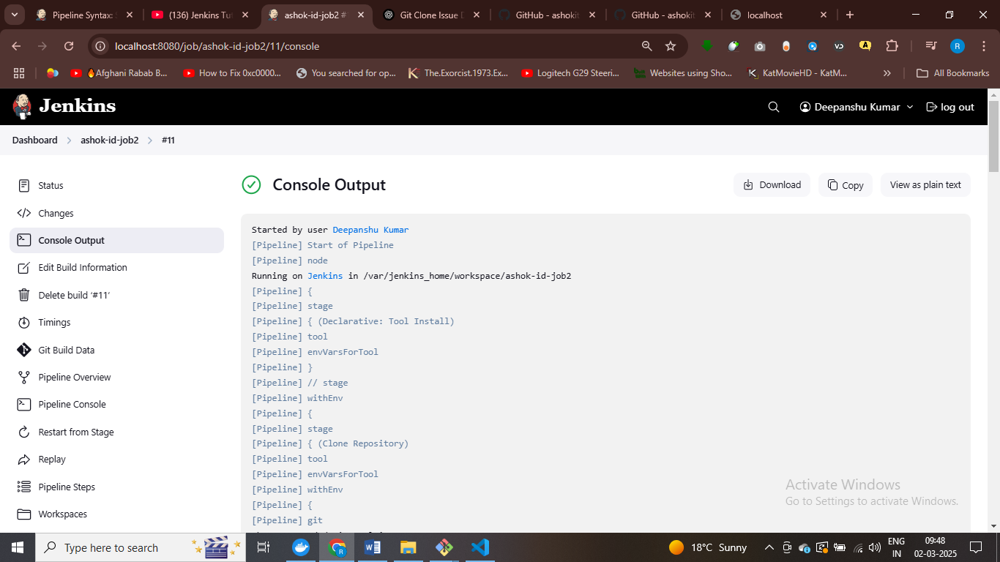 Pipeline Syntax: S
(136) Jenkins Tut
ashok-id-job2 #
Git Clone Issue D
GitHub - ashokit
GitHub - ashokit
localhost
localhost:8080/job/ashok-id-job2/11/console
R
Afghani Rabab B...
How to Fix 0xc0000...
You searched for op...
The.Exorcist.1973.Ex...
Logitech G29 Steeri...
Websites using Sho...
KatMovieHD - KatM...
»
All Bookmarks
Jenkins
Deepanshu Kumar
log out
Dashboard
ashok-id-job2
#11
Status
Changes
Console Output
Edit Build Information
Delete build ‘#11’
Timings
Git Build Data
Pipeline Overview
Pipeline Console
Restart from Stage
Replay
Pipeline Steps
Workspaces
Console Output
Download
Copy
View as plain text
Started by user Deepanshu Kumar
[Pipeline] Start of Pipeline
[Pipeline] node
Running on Jenkins in /var/jenkins_home/workspace/ashok-id-job2
[Pipeline] {
[Pipeline] stage
[Pipeline] { (Declarative: Tool Install)
[Pipeline] tool
[Pipeline] envVarsForTool
[Pipeline] }
[Pipeline] // stage
[Pipeline] withEnv
[Pipeline] {
[Pipeline] stage
[Pipeline] { (Clone Repository)
[Pipeline] tool
[Pipeline] envVarsForTool
[Pipeline] withEnv
[Pipeline] {
[Pipeline] git
Activate Windows
Go to Settings to activate Windows.
Type here to search
18°C Sunny
ENG
IN
09:48
02-03-2025